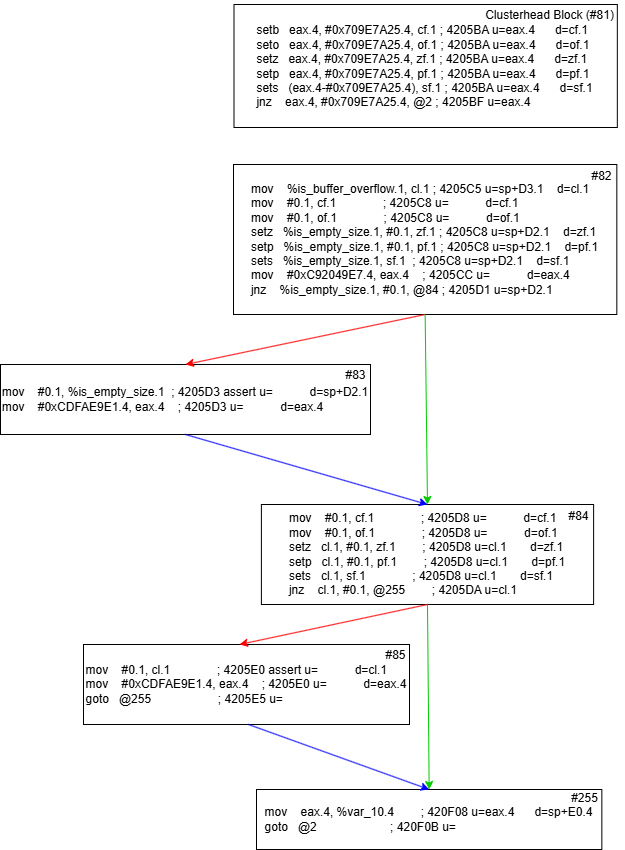 Clusterhead Block (#81)
setb eax.4, #0x709E7A25.4, cf.1 ; 4205BA u=eax.4 d=cf.1
seto eax.4, #0x709E7A25.4, of.1 ; 4205BA u=eax.4 d=of.1
setz eax.4, #0x709E7A25.4, zf.1 ; 4205BA u=eax.4 d=zf.1
setp eax.4, #0x709E7A25.4, pf.1 ; 4205BA u=eax.4 d=pf.1
sets (eax.4-#0x709E7A25.4), sf.1 ; 4205BA u=eax.4 d=sf.1
jnz eax.4, #0x709E7A25.4, @2 ; 4205BF u=eax.4
#82
mov %is_buffer_overflow.1, cl.1 ; 4205C5 u=sp+D3.1 d=cl.1
mov #0.1, cf.1 ; 4205C8 u= d=cf.1
mov #0.1, of.1 ; 4205C8 u= d=of.1
setz %is_empty_size.1, #0.1, zf.1 ; 4205C8 u=sp+D2.1 d=zf.1
setp %is_empty_size.1, #0.1, pf.1 ; 4205C8 u=sp+D2.1 d=pf.1
sets %is_empty_size.1, sf.1 ; 4205C8 u=sp+D2.1 d=sf.1
mov #0xC92049E7.4, eax.4 ; 4205CC u= d=eax.4
jnz %is_empty_size.1, #0.1, @84 ; 4205D1 u=sp+D2.1
#83
mov #0.1, %is_empty_size.1 ; 4205D3 assert u= d=sp+D2.1
mov #0xCDFAE9E1.4, eax.4 ; 4205D3 u= d=eax.4
#84
mov #0.1, cf.1 ; 4205D8 u= d=cf.1
mov #0.1, of.1 ; 4205D8 u= d=of.1
setz cl.1, #0.1, zf.1 ; 4205D8 u=cl.1 d=zf.1
setp cl.1, #0.1, pf.1 ; 4205D8 u=cl.1 d=pf.1
sets cl.1, sf.1 ; 4205D8 u=cl.1 d=sf.1
jnz cl.1, #0.1, @255 ; 4205DA u=cl.1
#85
mov #0.1, cl.1 ; 4205E0 assert u= d=cl.1
mov #0xCDFAE9E1.4, eax.4 ; 4205E0 u= d=eax.4
goto @255 ; 4205E5 u=
#255
mov eax.4, %var_10.4 ; 420F08 u=eax.4 d=sp+E0.4
goto @2 ; 420F0B u=